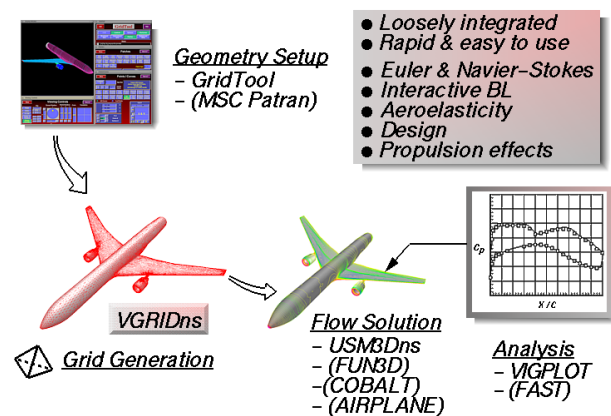 Geometry Setup
– GridTool
– (MSC Patran)
● Loosely integrated
● Rapid & easy to use
● Euler & Navier–Stokes
● Interactive BL
● Aeroelasticity
● Design
● Propulsion effects
VGRIDns
Grid Generation
Flow Solution
– USM3Dns
– (FUN3D)
–(COBALT)
– (AIRPLANE)
cp
X/C
Analysis
– VIGPLOT
– (FAST)